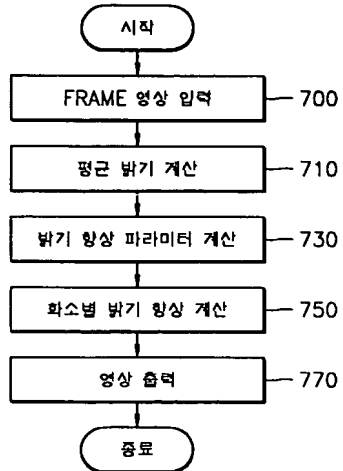 시작
FRAME 영상 입력 700
평균 밝기 계산 710
밝기 향상 파라미터 계산 730
화소별 밝기 향상 계산 750
영상 출력 770
종료